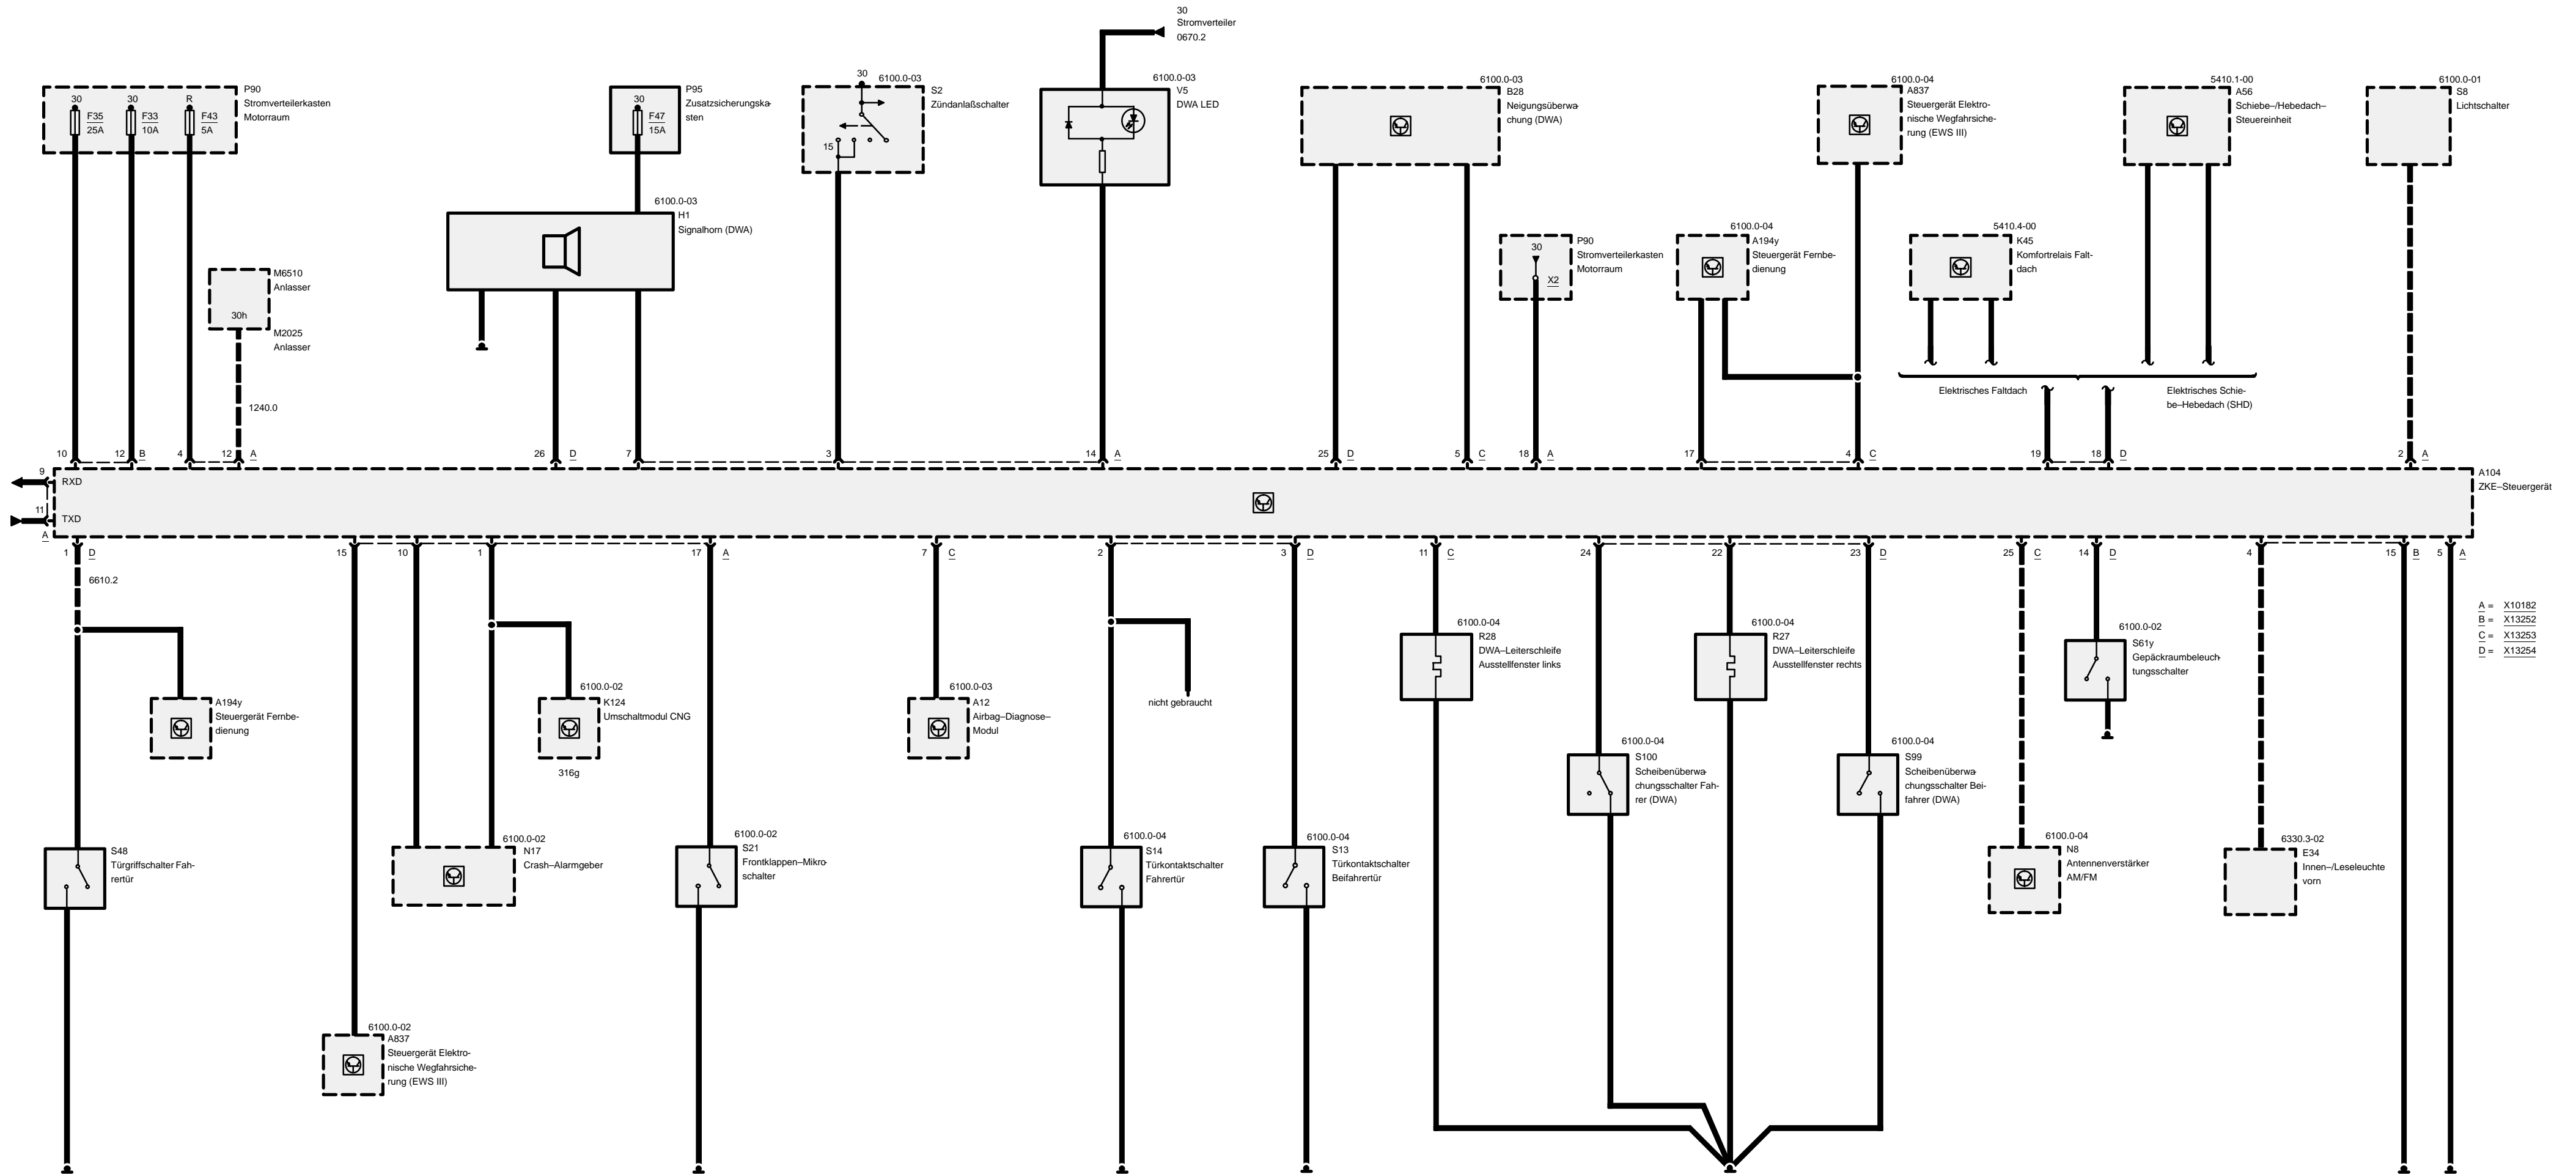 30
Stromverteiler
0670.2
P90
Stromverteilerkasten
Motorraum
30
F35
25A
30
F33
10A
R
F43
5A
P95
Zusatzsicherungska
sten
30
F47
15A
30
6100.0-03
S2
Zündanlaßschalter
15
6100.0-03
V5
DWA LED
6100.0-03
B28
Neigungsüberwa
chung (DWA)
6100.0-04
A837
Steuergerät Elektro-
nische Wegfahrsiche-
rung (EWS III)
5410.1-00
A56
Schiebe–/Hebedach–
Steuereinheit
6100.0-01
S8
Lichtschalter
6100.0-03
H1
Signalhorn (DWA)
M6510
Anlasser
30h
M2025
Anlasser
1240.0
P90
Stromverteilerkasten
Motorraum
30
X2
6100.0-04
A194y
Steuergerät Fernbe-
dienung
5410.4-00
K45
Komfortrelais Falt-
dach
Elektrisches Faltdach
Elektrisches Schie-
be–Hebedach (SHD)
10
12
B
4
12
A
26
D
7
3
14
A
25
D
5
C
18
A
17
4
C
19
18
D
2
A
9
RXD
11
TXD
A
A104
ZKE–Steuergerät
1
D
15
10
1
17
A
7
C
2
3
D
11
C
24
22
23
D
25
C
14
D
4
15
B
5
A
6610.2
A = X10182
B = X13252
C = X13253
D = X13254
A194y
Steuergerät Fernbe-
dienung
6100.0-02
K124
Umschaltmodul CNG
316g
6100.0-03
A12
Airbag–Diagnose–
Modul
nicht gebraucht
6100.0-04
R28
DWA–Leiterschleife
Ausstellfenster links
6100.0-04
R27
DWA–Leiterschleife
Ausstellfenster rechts
6100.0-02
S61y
Gepäckraumbeleuch
tungsschalter
6100.0-04
S100
Scheibenüberwa
chungsschalter Fah-
rer (DWA)
6100.0-04
S99
Scheibenüberwa
chungsschalter Bei-
fahrer (DWA)
S48
Türgriffschalter Fah-
rertür
6100.0-02
N17
Crash–Alarmgeber
6100.0-02
S21
Frontklappen–Mikro
schalter
6100.0-04
S14
Türkontaktschalter
Fahrertür
6100.0-04
S13
Türkontaktschalter
Beifahrertür
6100.0-04
N8
Antennenverstärker
AM/FM
6330.3-02
E34
Innen–/Leseleuchte
vorn
6100.0-02
A837
Steuergerät Elektro-
nische Wegfahrsiche-
rung (EWS III)